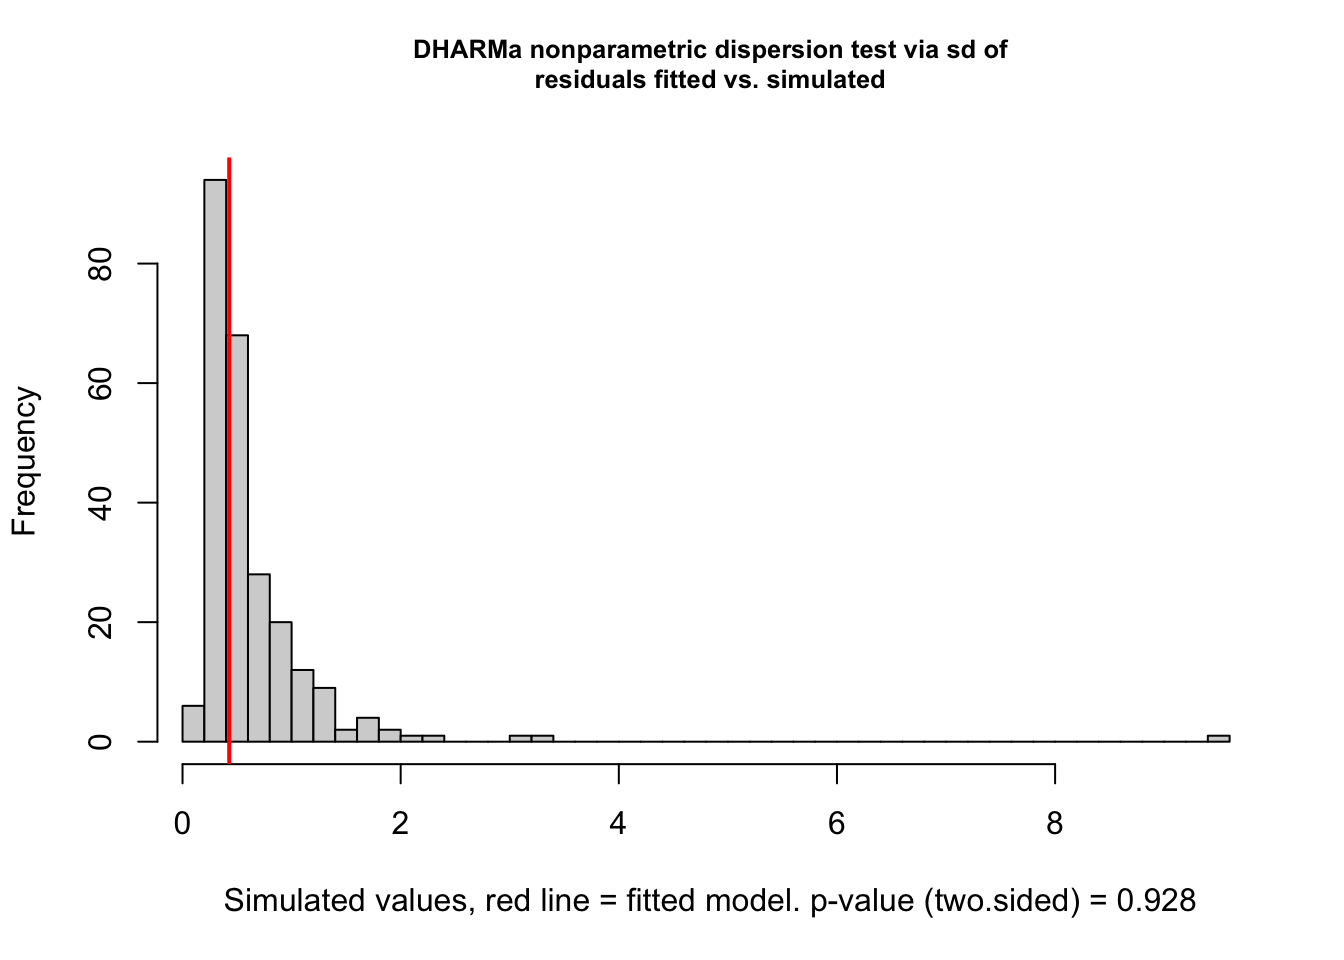 DHARMa nonparametric dispersion test via sd of
residuals fitted vs. simulated
Frequency
80
60
40
20
0
0 2 4 6 8
Simulated values, red line = fitted model. p-value (two.sided) = 0.928